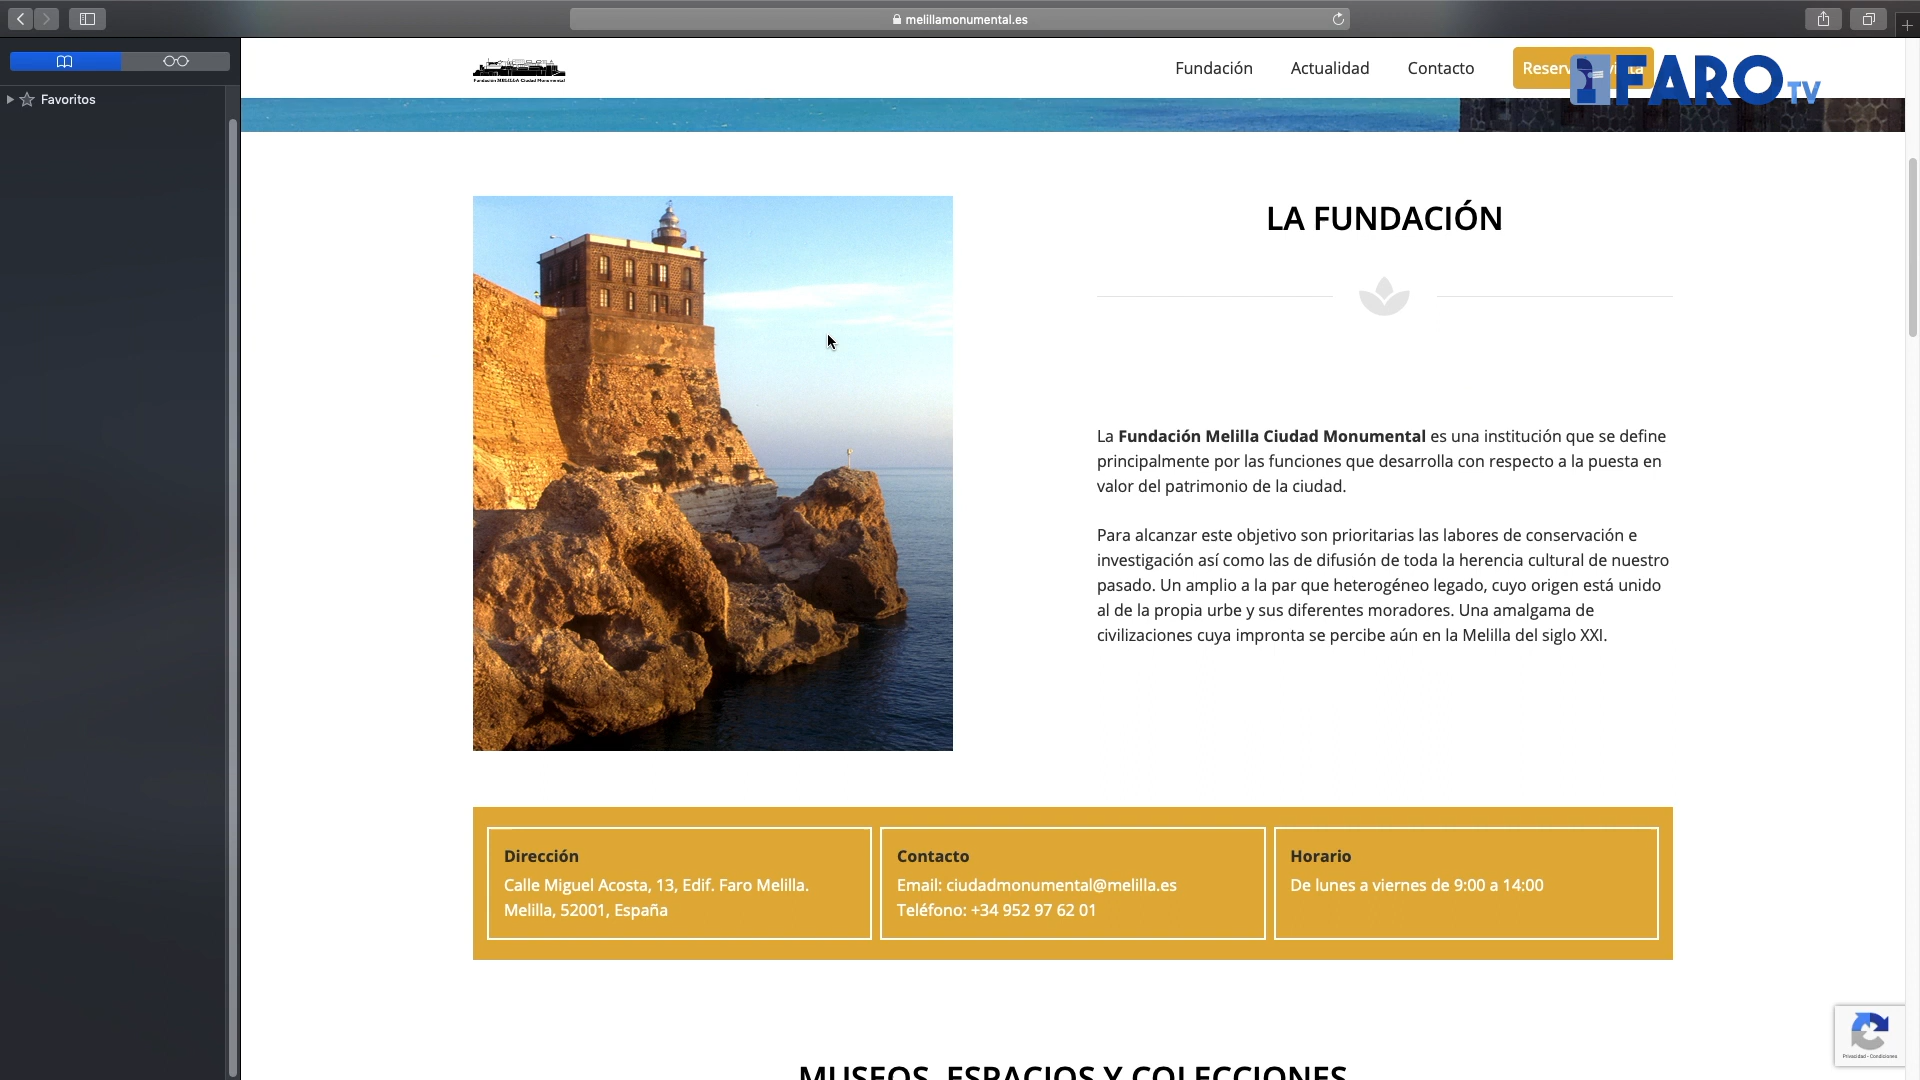 melillamonumental.es
Favoritos
Fundación MELILLA Ciudad Monumental
Fundación
Actualidad
Contacto
FARO TV
LA FUNDACIÓN
La Fundación Melilla Ciudad Monumental es una institución que se define
principalmente por las funciones que desarrolla con respecto a la puesta en
valor del patrimonio de la ciudad.
Para alcanzar este objetivo son prioritarias las labores de conservación e
investigación así como las de difusión de toda la herencia cultural de nuestro
pasado. Un amplio a la par que heterogéneo legado, cuyo origen está unido
al de la propia urbe y sus diferentes moradores. Una amalgama de
civilizaciones cuya impronta se percibe aún en la Melilla del siglo XXI.
Dirección
Calle Miguel Acosta, 13, Edif. Faro Melilla.
Melilla, 52001, España
Contacto
Email: ciudadmonumental@melilla.es
Teléfono: +34 952 97 62 01
Horario
De lunes a viernes de 9:00 a 14:00
MUSEOS, ESPACIOS Y COLECCIONES
Privacidad - Condiciones